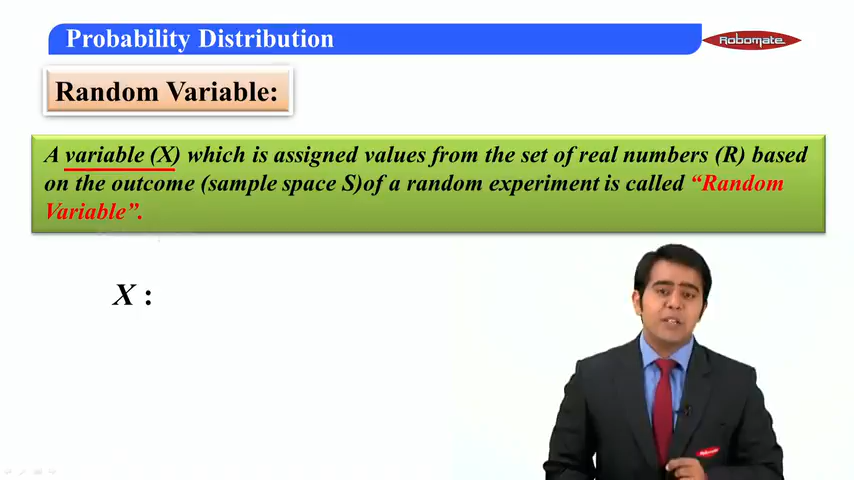 Probability Distribution
Robomate
Random Variable:
A variable (X) which is assigned values from the set of real numbers (R) based
on the outcome (sample space S)of a random experiment is called “Random
Variable”.
X :
Robomate